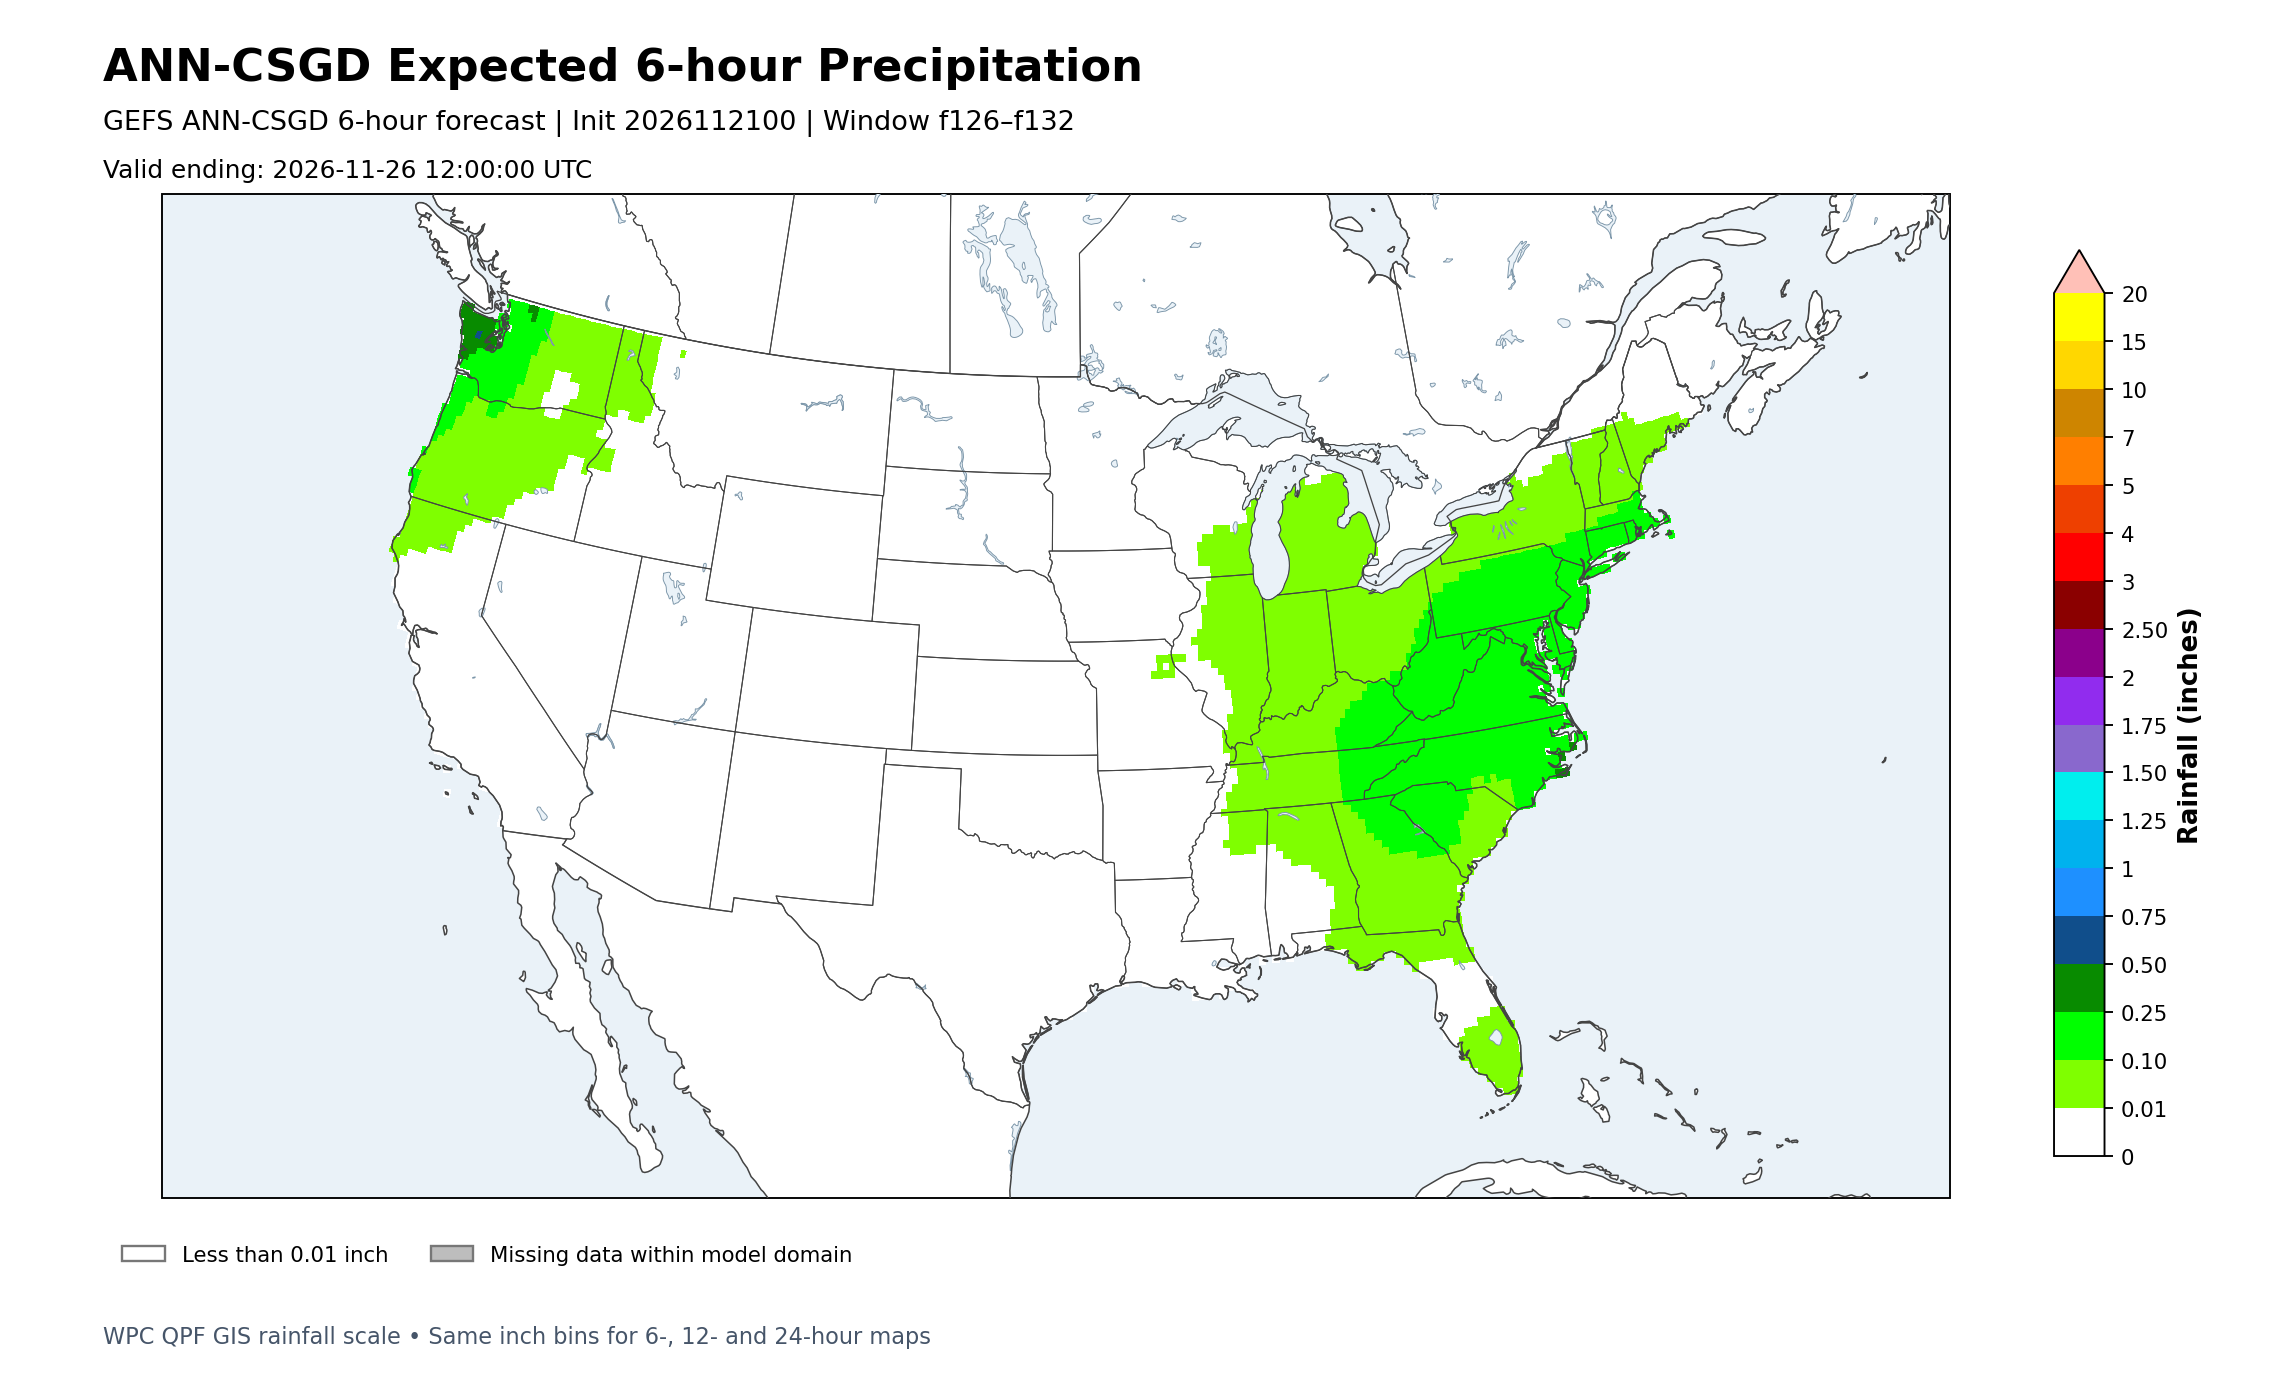 ANN-CSGD Expected 6-hour Precipitation
GEFS ANN-CSGD 6-hour forecast | Init 2026112100 | Window f126–f132
Valid ending: 2026-11-26 12:00:00 UTC
20
15
10
7
5
4
3
2.50
2
1.75
1.50
1.25
1
0.75
0.50
0.25
0.10
0.01
0
Rainfall (inches)
Less than 0.01 inch
Missing data within model domain
WPC QPF GIS rainfall scale • Same inch bins for 6-, 12- and 24-hour maps